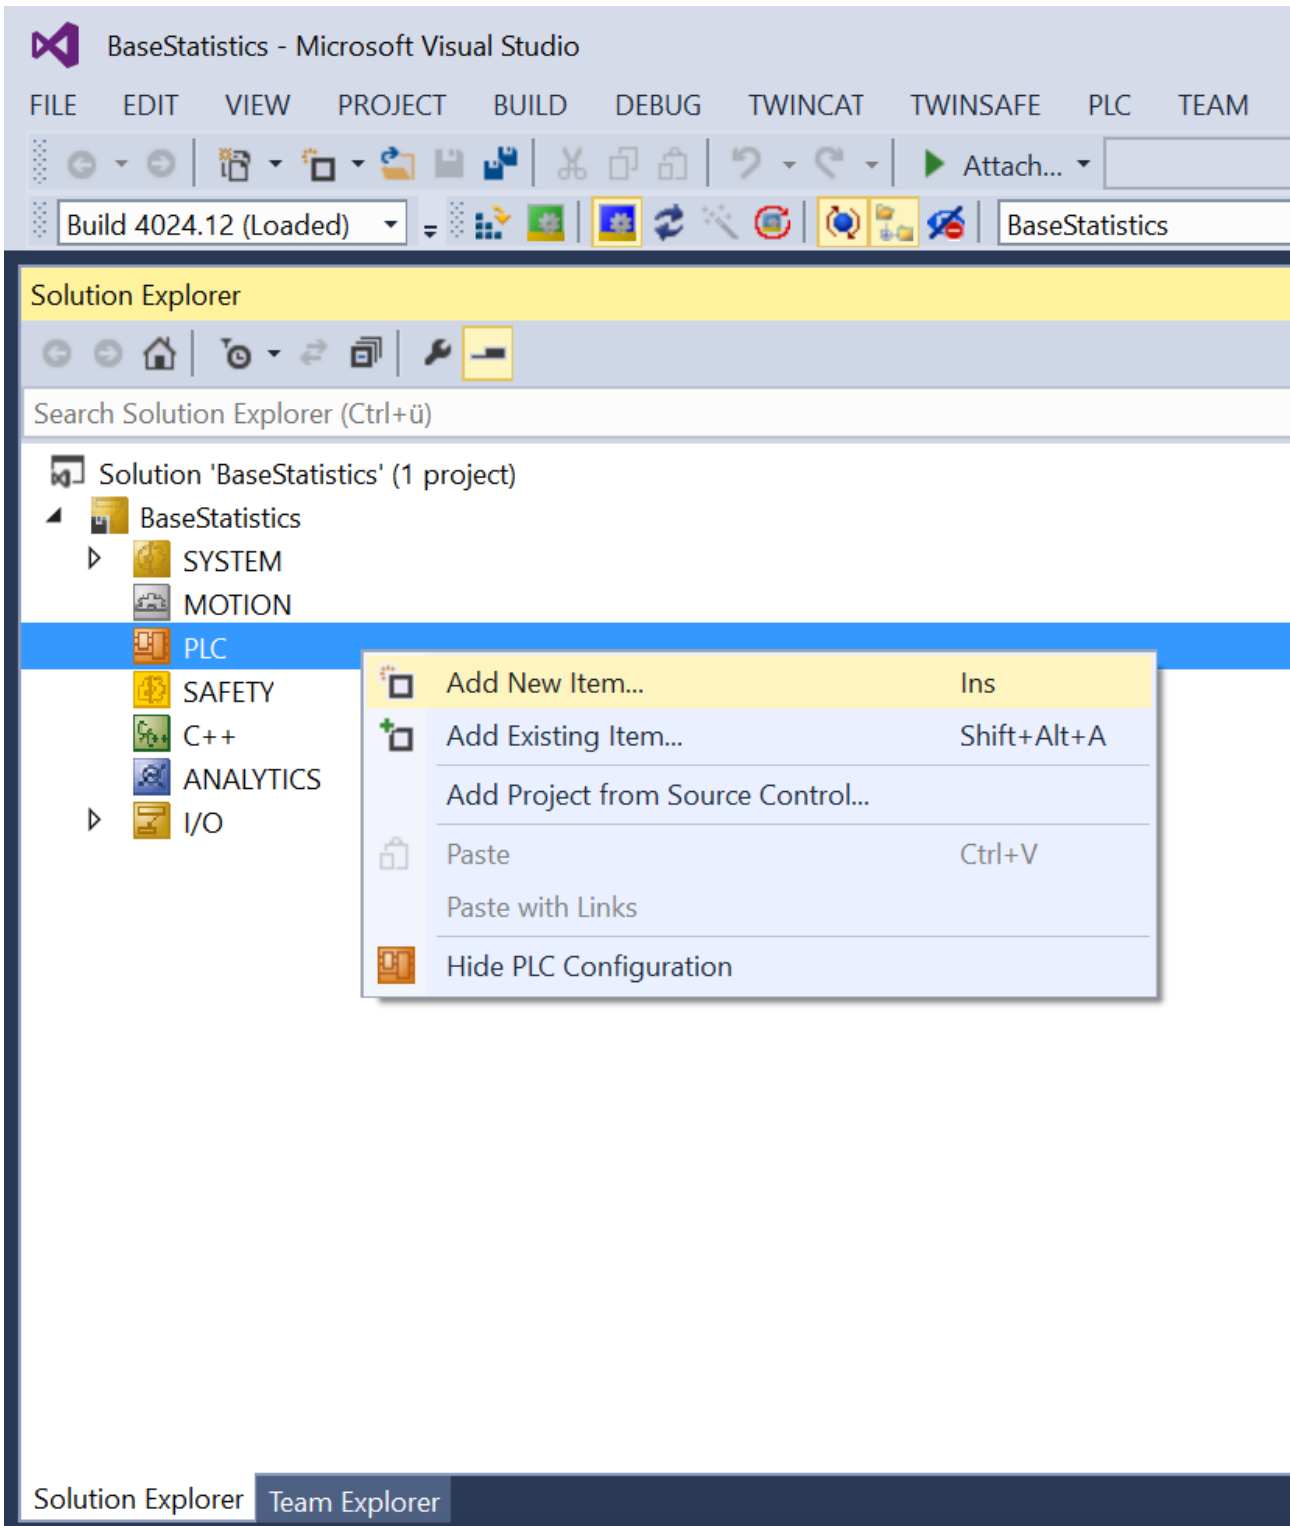 BaseStatistics - Microsoft Visual Studio
FILE EDIT VIEW PROJECT BUILD DEBUG TWINCAT TWINSAFE PLC TEAM
Attach...
Build 4024.12 (Loaded) BaseStatistics
Solution Explorer
Search Solution Explorer (Ctrl+ü)
Solution 'BaseStatistics' (1 project)
BaseStatistics
SYSTEM
MOTION
PLC
SAFETY
C++
ANALYTICS
I/O
Add New Item... Ins
Add Existing Item... Shift+Alt+A
Add Project from Source Control...
Paste Ctrl+V
Paste with Links
Hide PLC Configuration
Solution Explorer Team Explorer